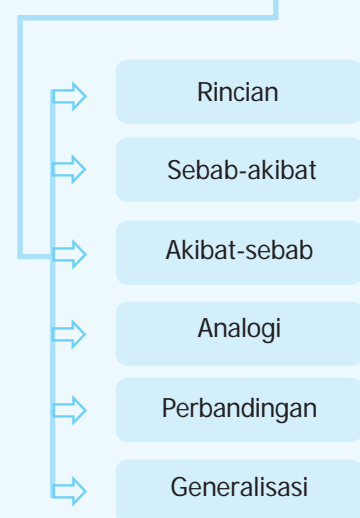 Rincian
Sebab-akibat
Akibat-sebab
Analogi
Perbandingan
Generalisasi